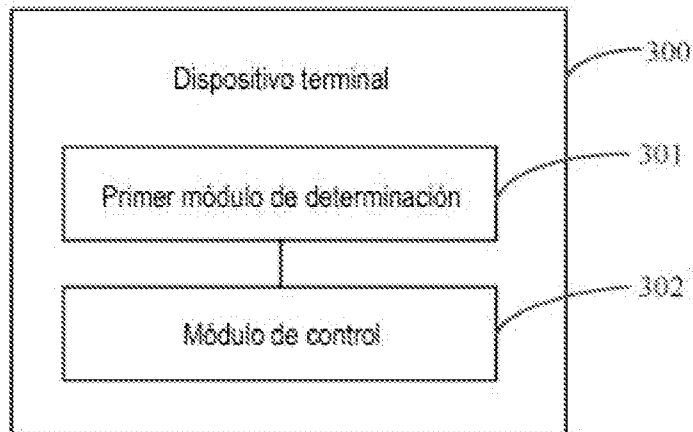 Dispositivo terminal
300
Primer módulo de determinación
301
Módulo de control
302